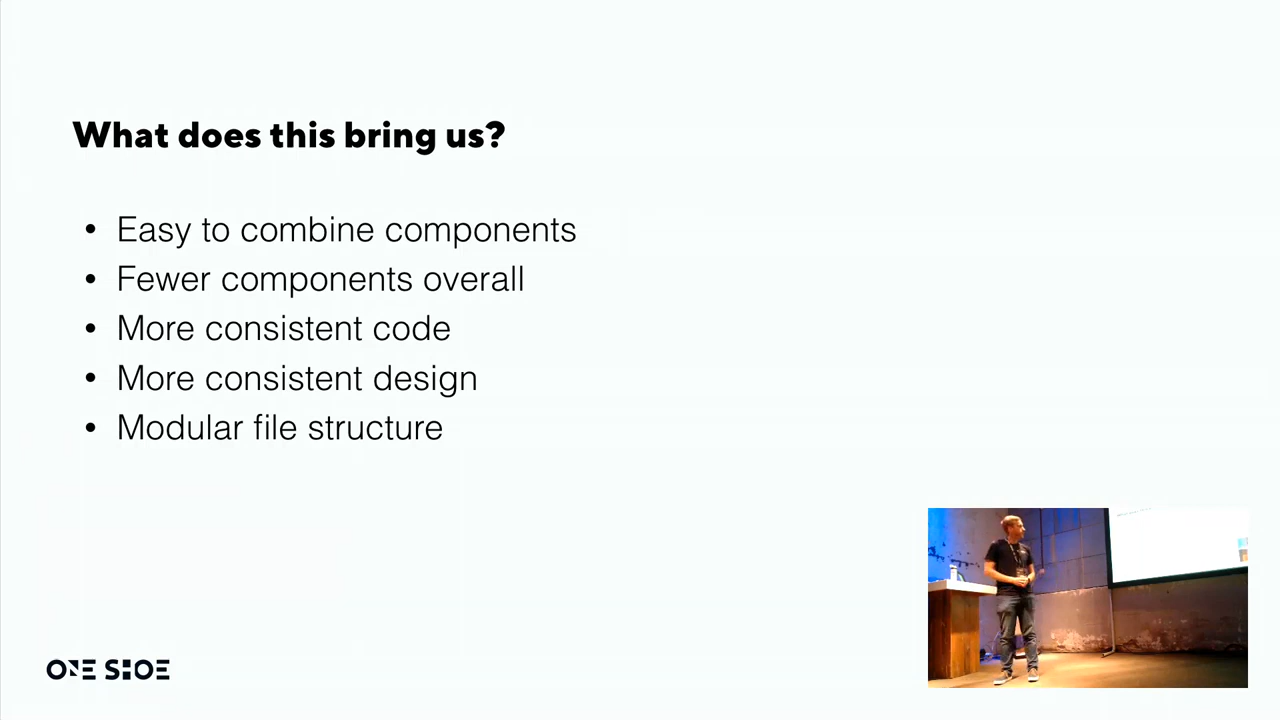 What does this bring us?
• Easy to combine components
• Fewer components overall
• More consistent code
• More consistent design
• Modular file structure
ONE SHOE